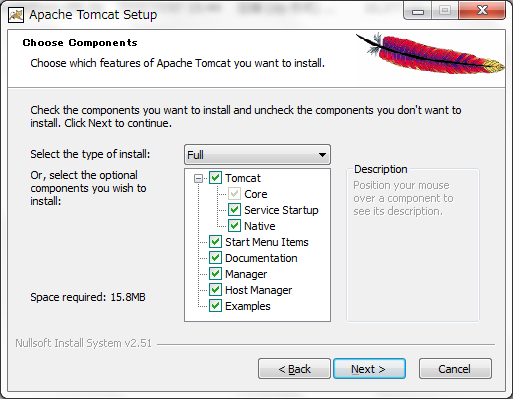 Apache Tomcat Setup
Choose Components
Choose which features of Apache Tomcat you want to install.
Check the components you want to install and uncheck the components you don't want to
install. Click Next to continue.
Select the type of install:
Full
Or, select the optional
components you wish to
install:
Tomcat
Core
Service Startup
Native
Start Menu Items
Documentation
Manager
Host Manager
Examples
Description
Position your mouse
over a component to
see its description.
Space required: 15.8MB
Nullsoft Install System v2.51
< Back
Next >
Cancel